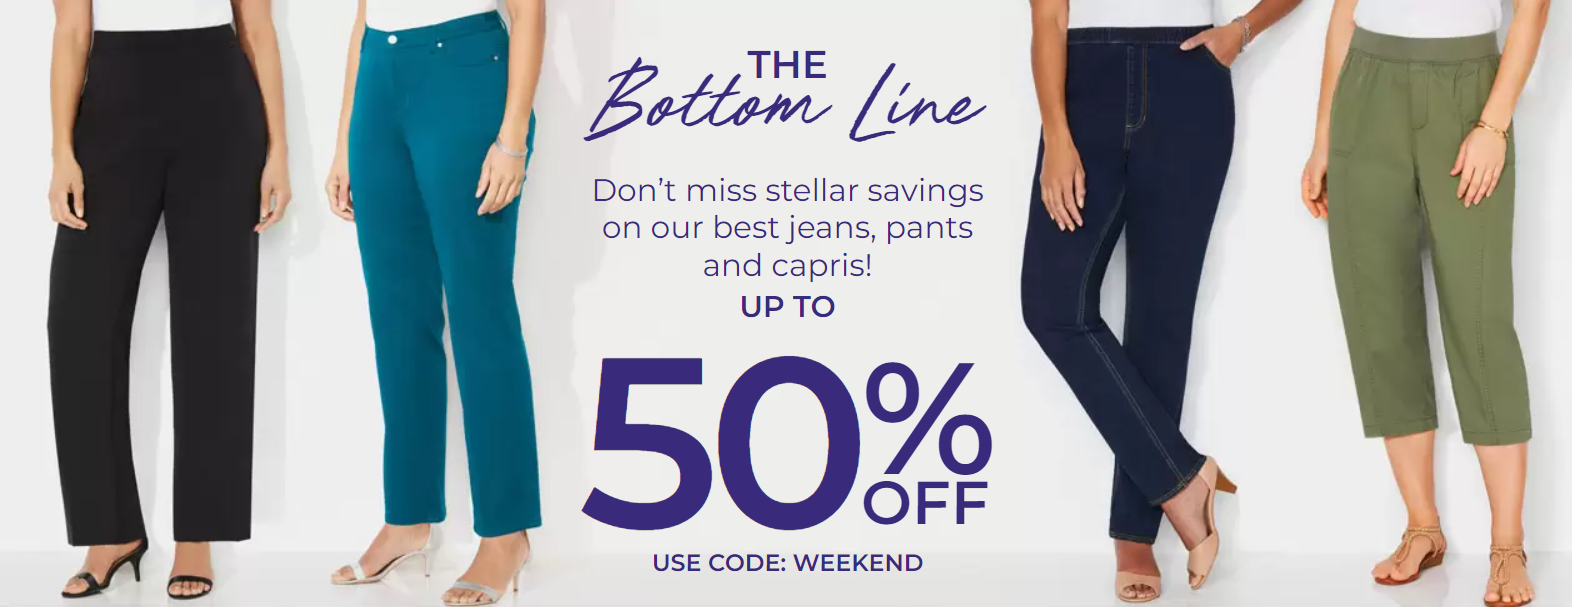 THE
Bottom Line
Don't miss stellar savings
on our best jeans, pants
and capris!
UP TO
50%
OFF
USE CODE: WEEKEND